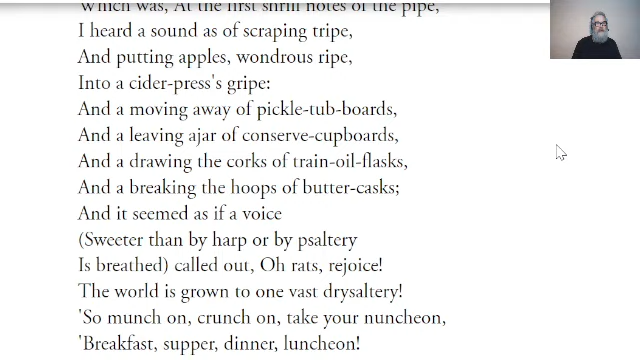 Which was, At the first shrill notes of the pipe,
I heard a sound as of scraping tripe,
And putting apples, wondrous ripe,
Into a cider-press's gripe:
And a moving away of pickle-tub-boards,
And a leaving ajar of conserve-cupboards,
And a drawing the corks of train-oil-flasks,
And a breaking the hoops of butter-casks;
And it seemed as if a voice
(Sweeter than by harp or by psaltery
Is breathed) called out, Oh rats, rejoice!
The world is grown to one vast drysaltery!
'So munch on, crunch on, take your nuncheon,
'Breakfast, supper, dinner, luncheon!